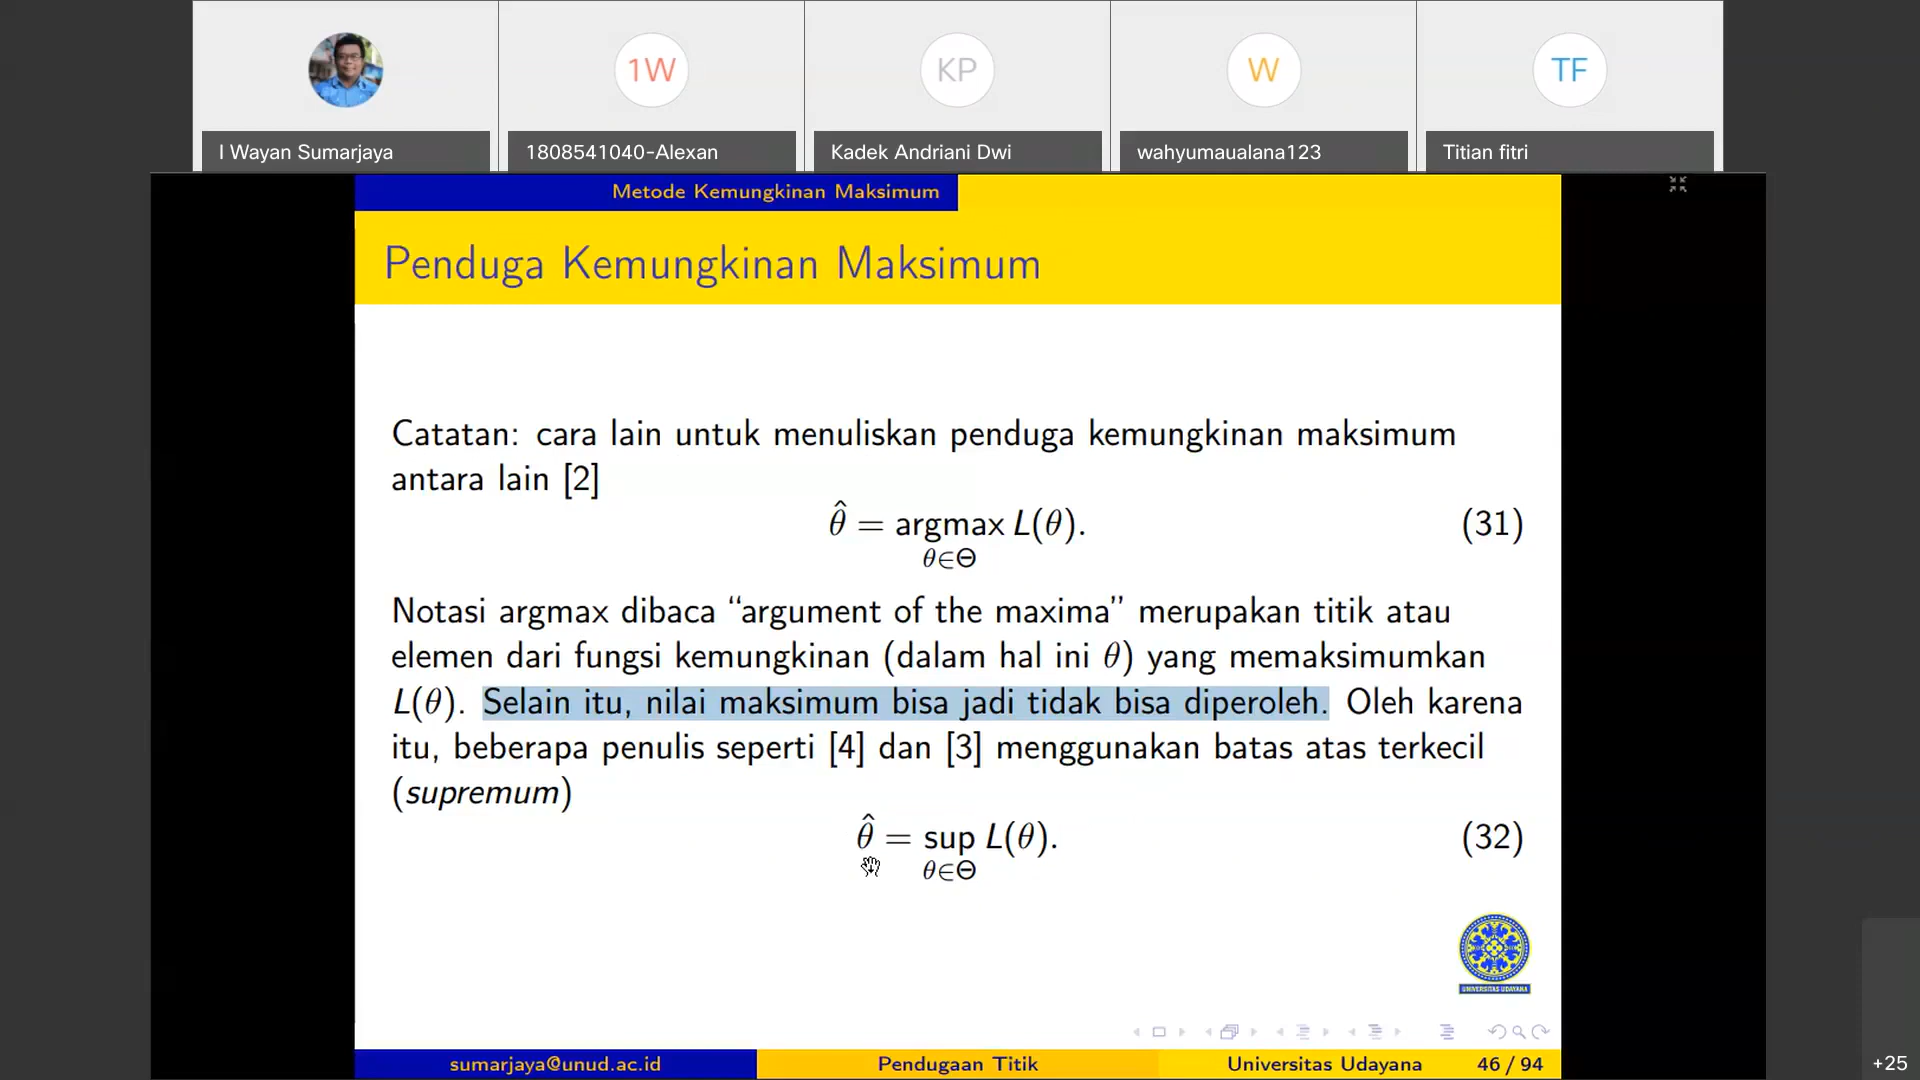 1W
KP
W
TF
I Wayan Sumarjaya
1808541040-Alexan
Kadek Andriani Dwi
wahyumaualana123
Titian fitri
Metode Kemungkinan Maksimum
Penduga Kemungkinan Maksimum
Catatan: cara lain untuk menuliskan penduga kemungkinan maksimum
antara lain [2]
θ̂ = argmax L(θ). (31)
θ∈Θ
Notasi argmax dibaca “argument of the maxima” merupakan titik atau
elemen dari fungsi kemungkinan (dalam hal ini θ) yang memaksimumkan
L(θ). Selain itu, nilai maksimum bisa jadi tidak bisa diperoleh. Oleh karena
itu, beberapa penulis seperti [4] dan [3] menggunakan batas atas terkecil
(supremum)
θ̂ = sup L(θ). (32)
θ∈Θ
UNIVERSITAS UDAYANA
sumarjaya@unud.ac.id
Pendugaan Titik
Universitas Udayana
46 / 94
+25